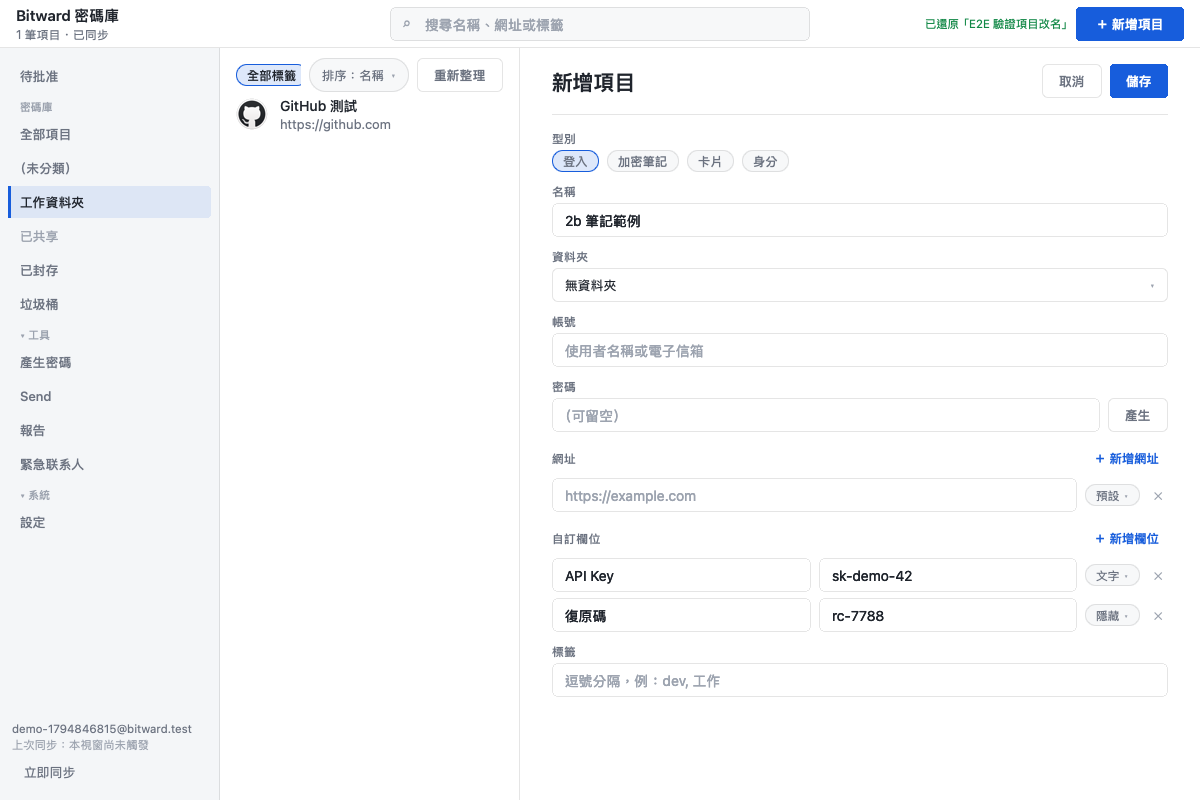 Bitward 密碼庫
1 筆項目 · 已同步
搜尋名稱、網址或標籤
已還原「E2E 驗證項目改名」
+ 新增項目
待批准
密碼庫
全部項目
(未分類)
工作資料夾
已共享
已封存
垃圾桶
工具
產生密碼
Send
報告
緊急联系人
系統
設定
demo-1794846815@bitward.test
上次同步：本視窗尚未觸發
立即同步
全部標籤
排序：名稱
重新整理
GitHub 測試
https://github.com
新增項目
取消
儲存
型別
登入
加密筆記
卡片
身分
名稱
2b 筆記範例
資料夾
無資料夾
帳號
使用者名稱或電子信箱
密碼
(可留空)
產生
網址
+ 新增網址
https://example.com
預設
自訂欄位
+ 新增欄位
API Key
sk-demo-42
文字
復原碼
rc-7788
隱藏
標籤
逗號分隔，例：dev, 工作